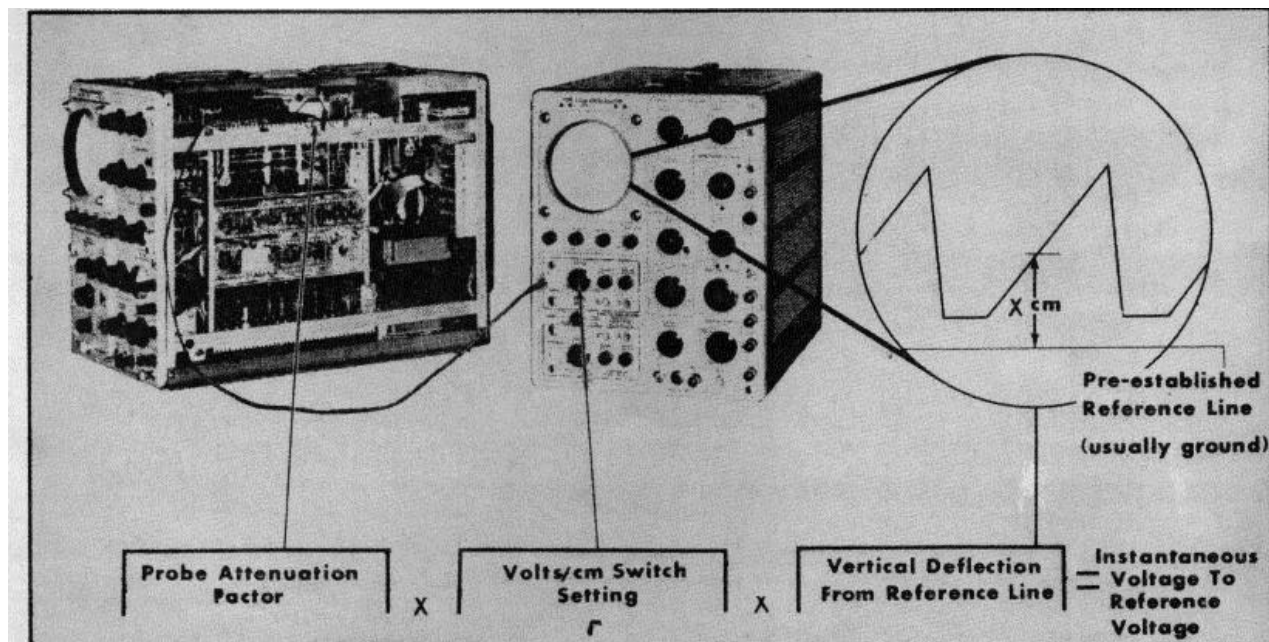 X cm
Pre-established
Reference Line
(usually ground)
Probe Attenuation
Pactor
X
Volts/cm Switch
Setting
r
X
Vertical Deflection
From Reference Line
=
Instantaneous
Voltage To
Reference
Voltage